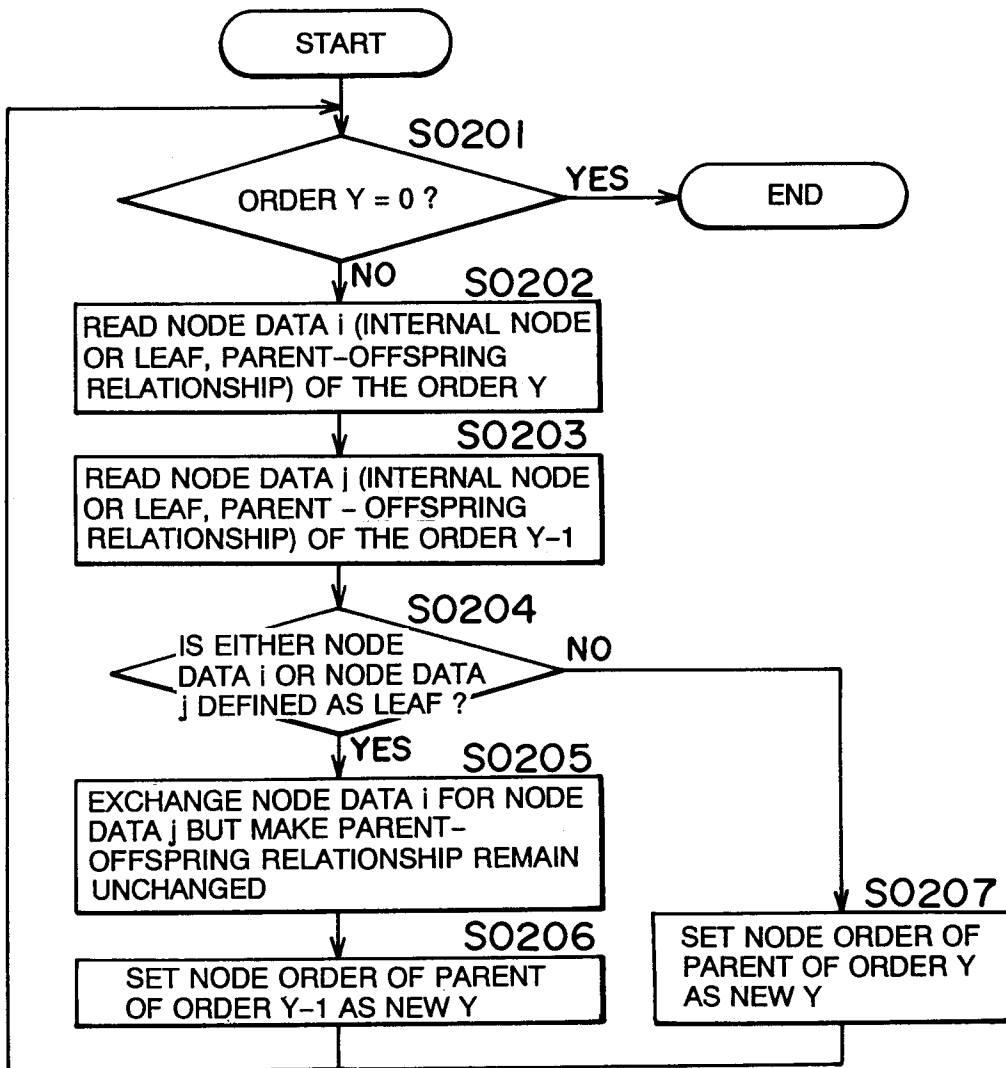 START
S0201
ORDER Y = 0 ?
YES
END
NO
S0202
READ NODE DATA i (INTERNAL NODE
OR LEAF, PARENT-OFFSPRING
RELATIONSHIP) OF THE ORDER Y
S0203
READ NODE DATA j (INTERNAL NODE
OR LEAF, PARENT - OFFSPRING
RELATIONSHIP) OF THE ORDER Y-1
S0204
IS EITHER NODE
DATA i OR NODE DATA
j DEFINED AS LEAF ?
NO
YES
S0205
EXCHANGE NODE DATA i FOR NODE
DATA j BUT MAKE PARENT-
OFFSPRING RELATIONSHIP REMAIN
UNCHANGED
S0206
SET NODE ORDER OF PARENT
OF ORDER Y-1 AS NEW Y
S0207
SET NODE ORDER OF
PARENT OF ORDER Y
AS NEW Y